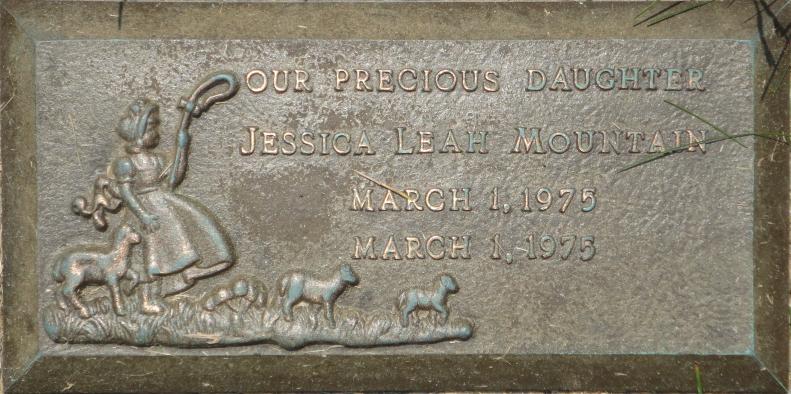 OUR PRECIOUS DAUGHTER
JESSICA LEAH MOUNTAIN
MARCH 1, 1975
MARCH 1, 1975